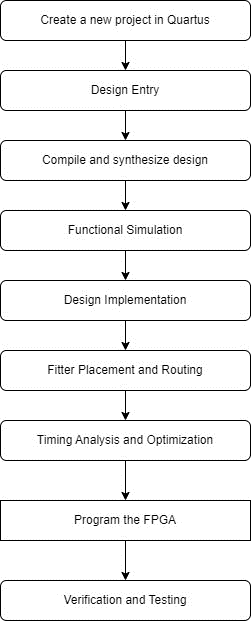 Create a new project in Quartus
Design Entry
Compile and synthesize design
Functional Simulation
Design Implementation
Fitter Placement and Routing
Timing Analysis and Optimization
Program the FPGA
Verification and Testing